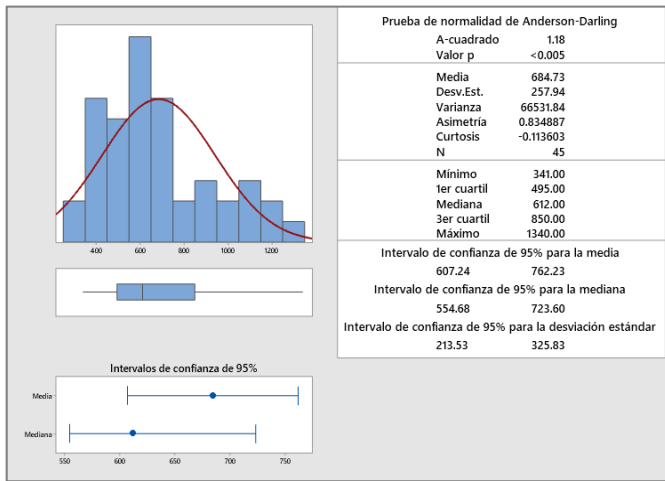 400 600 800 1000 1200
Intervalos de confianza de 95%
Media
Mediana
550 600 650 700 750
Prueba de normalidad de Anderson-Darling
A-cuadrado 1.18
Valor p <0.005
Media 684.73
Desv.Est. 257.94
Varianza 66531.84
Asimetría 0.834887
Curtosis -0.113603
N 45
Mínimo 341.00
1er cuartil 495.00
Mediana 612.00
3er cuartil 850.00
Máximo 1340.00
Intervalo de confianza de 95% para la media
607.24 762.23
Intervalo de confianza de 95% para la mediana
554.68 723.60
Intervalo de confianza de 95% para la desviación estándar
213.53 325.83